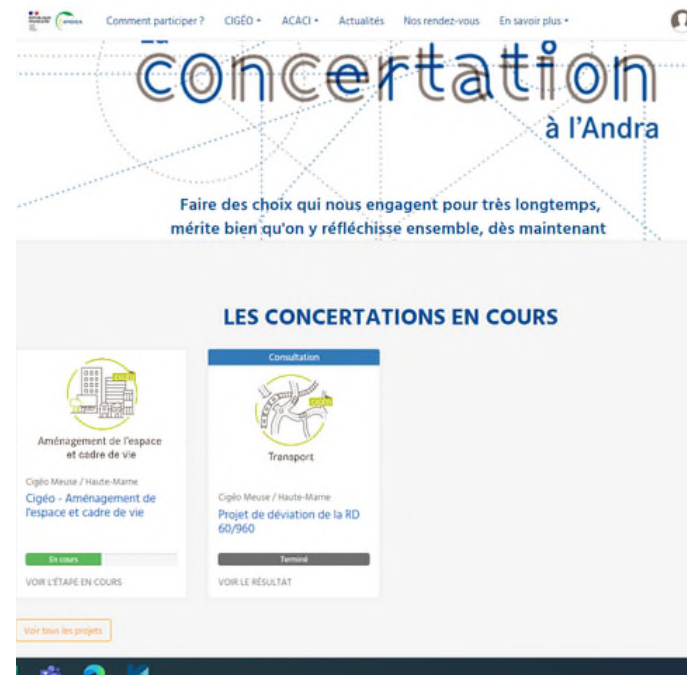 RÉPUBLIQUE
FRANÇAISE
ANDRA
Comment participer ? CIGÉO ACACI Actualités Nos rendez-vous En savoir plus
La
concertation
à l'Andra
Faire des choix qui nous engagent pour très longtemps,
mérite bien qu'on y réfléchisse ensemble, dès maintenant
LES CONCERTATIONS EN COURS
Aménagement de l'espace
et cadre de vie
Cigéo Meuse / Haute-Marne
Cigéo - Aménagement de
l'espace et cadre de vie
En cours
VOIR L'ÉTAPE EN COURS
Consultation
Transport
Cigéo Meuse / Haute-Marne
Projet de déviation de la RD
60/960
Terminé
VOIR LE RÉSULTAT
Voir tous les projets